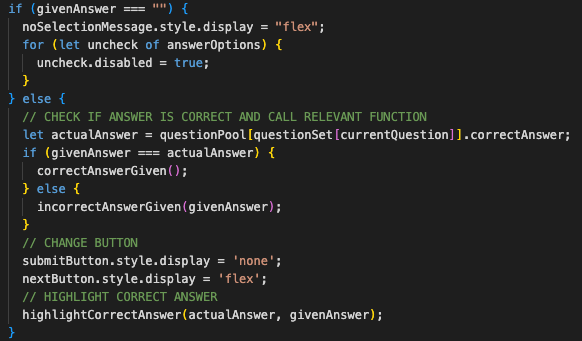 if (givenAnswer === "") {
  noSelectionMessage.style.display = "flex";
  for (let uncheck of answerOptions) {
    uncheck.disabled = true;
  }
} else {
  // CHECK IF ANSWER IS CORRECT AND CALL RELEVANT FUNCTION
  let actualAnswer = questionPool[questionSet[currentQuestion]].correctAnswer;
  if (givenAnswer === actualAnswer) {
    correctAnswerGiven();
  } else {
    incorrectAnswerGiven(givenAnswer);
  }
  // CHANGE BUTTON
  submitButton.style.display = 'none';
  nextButton.style.display = 'flex';
  // HIGHLIGHT CORRECT ANSWER
  highlightCorrectAnswer(actualAnswer, givenAnswer);
}